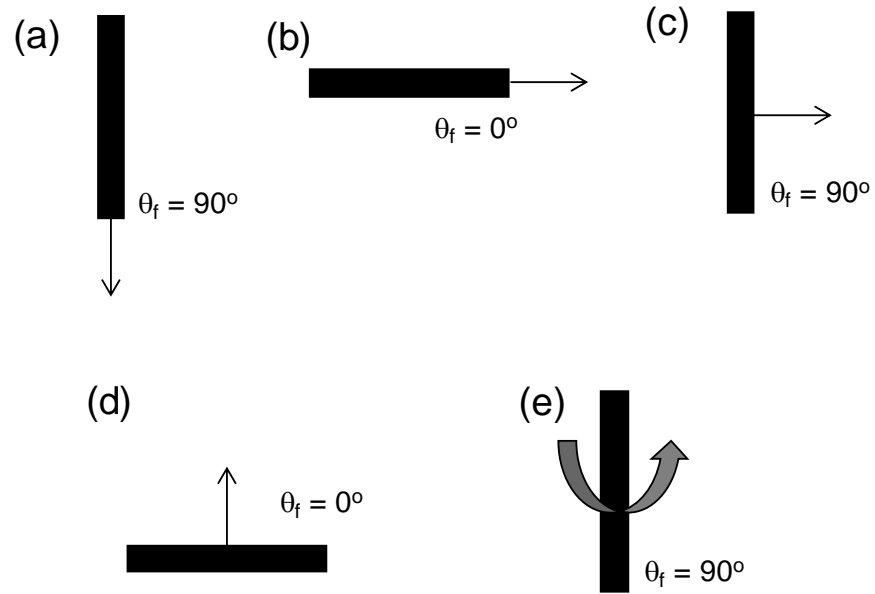 (a)
(b)
(c)
θf = 90o
θf = 0o
θf = 90o
(d)
(e)
θf = 0o
θf = 90o